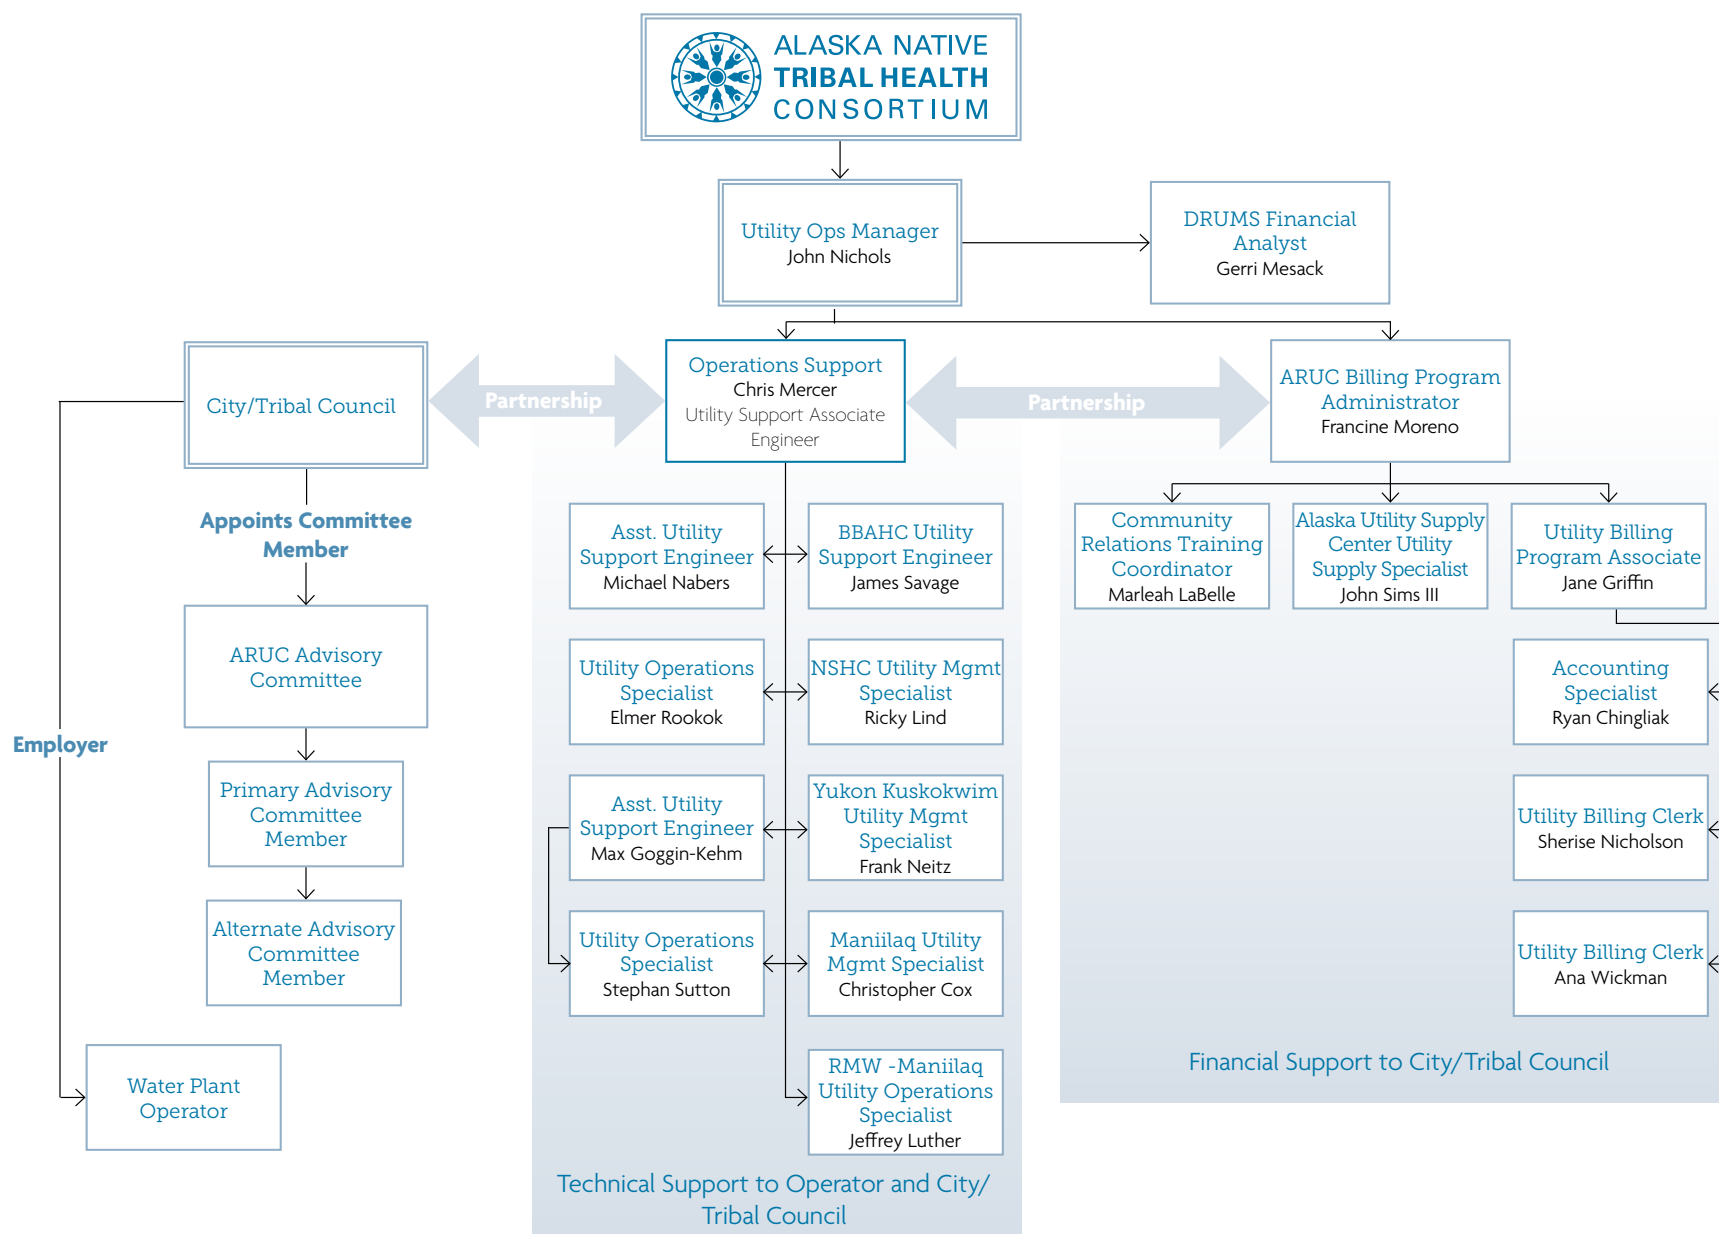 ALASKA NATIVE
TRIBAL HEALTH
CONSORTIUM
Utility Ops Manager
John Nichols
DRUMS Financial
Analyst
Gerri Mesack
City/Tribal Council
Partnership
Operations Support
Chris Mercer
Utility Support Associate
Engineer
Partnership
ARUC Billing Program
Administrator
Francine Moreno
Appoints Committee
Member
ARUC Advisory
Committee
Primary Advisory
Committee
Member
Alternate Advisory
Committee
Member
Employer
Water Plant
Operator
Asst. Utility
Support Engineer
Michael Nabers
BBAHC Utility
Support Engineer
James Savage
Utility Operations
Specialist
Elmer Rookok
NSHC Utility Mgmt
Specialist
Ricky Lind
Asst. Utility
Support Engineer
Max Goggin-Kehm
Yukon Kuskokwim
Utility Mgmt
Specialist
Frank Neitz
Utility Operations
Specialist
Stephan Sutton
Maniilaq Utility
Mgmt Specialist
Christopher Cox
RMW -Maniilaq
Utility Operations
Specialist
Jeffrey Luther
Technical Support to Operator and City/
Tribal Council
Community
Relations Training
Coordinator
Marleah LaBelle
Alaska Utility Supply
Center Utility
Supply Specialist
John Sims III
Utility Billing
Program Associate
Jane Griffin
Accounting
Specialist
Ryan Chingliak
Utility Billing Clerk
Sherise Nicholson
Utility Billing Clerk
Ana Wickman
Financial Support to City/Tribal Council